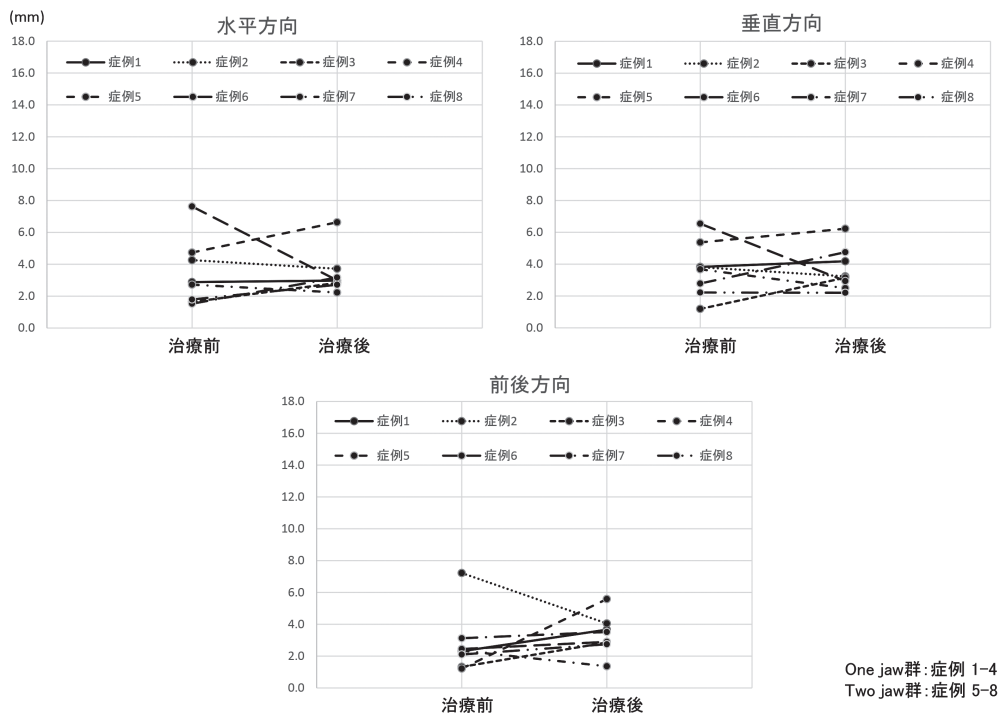 (mm)
水平方向
18.0
16.0
14.0
12.0
10.0
8.0
6.0
4.0
2.0
0.0
症例1 症例2 症例3 症例4
症例5 症例6 症例7 症例8
治療前 治療後
垂直方向
18.0
16.0
14.0
12.0
10.0
8.0
6.0
4.0
2.0
0.0
症例1 症例2 症例3 症例4
症例5 症例6 症例7 症例8
治療前 治療後
前後方向
18.0
16.0
14.0
12.0
10.0
8.0
6.0
4.0
2.0
0.0
症例1 症例2 症例3 症例4
症例5 症例6 症例7 症例8
治療前 治療後
One jaw群：症例 1-4
Two jaw群：症例 5-8